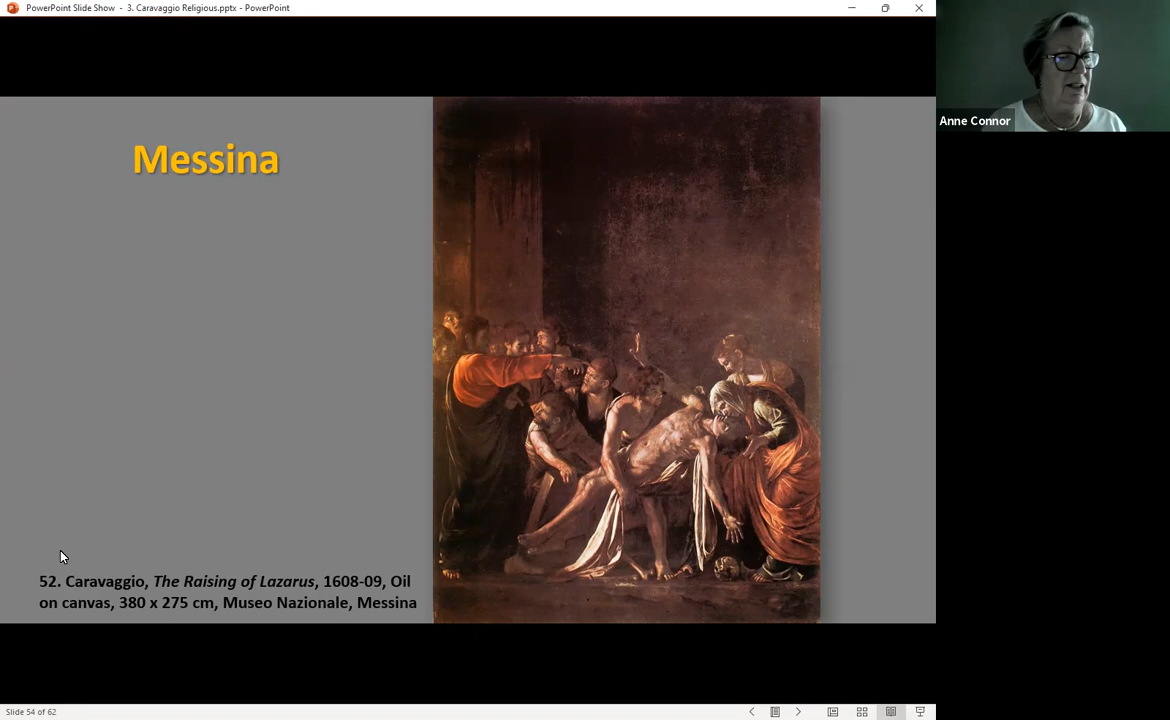 PowerPoint Slide Show - 3. Caravaggio Religious.pptx - PowerPoint
Anne Connor
Messina
52. Caravaggio, The Raising of Lazarus, 1608-09, Oil
on canvas, 380 x 275 cm, Museo Nazionale, Messina
Slide 54 of 62